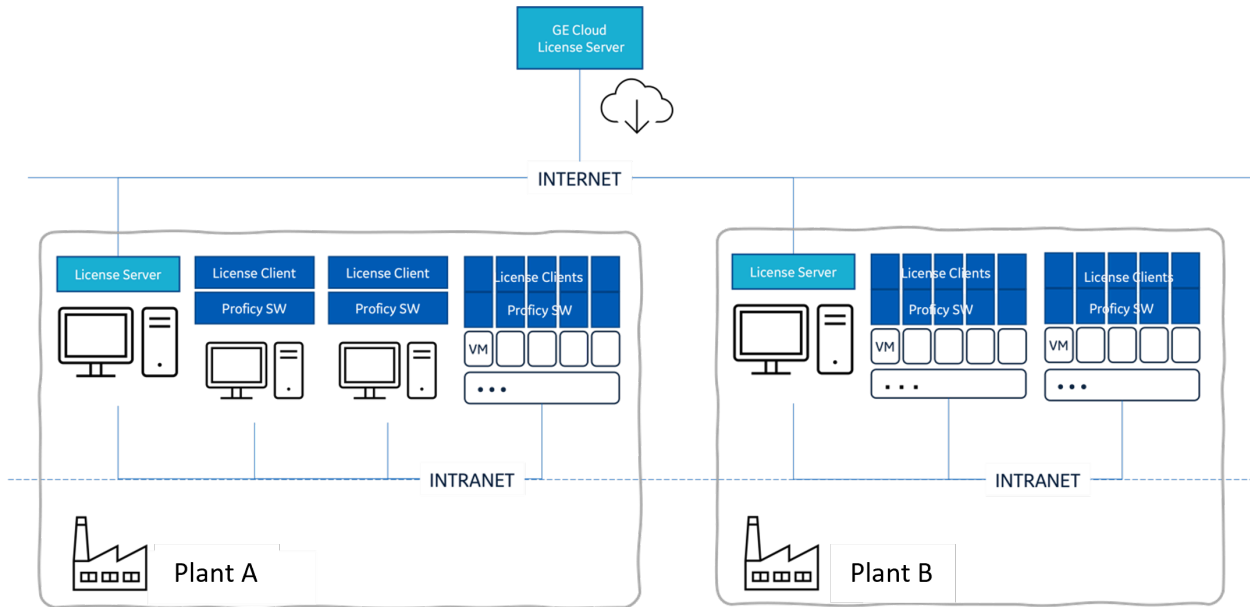 GE Cloud
License Server
INTERNET
License Server
License Client
Proficy SW
License Client
Proficy SW
License Clients
Proficy SW
VM
INTRANET
Plant A
License Server
License Clients
Proficy SW
VM
License Clients
Proficy SW
VM
INTRANET
Plant B